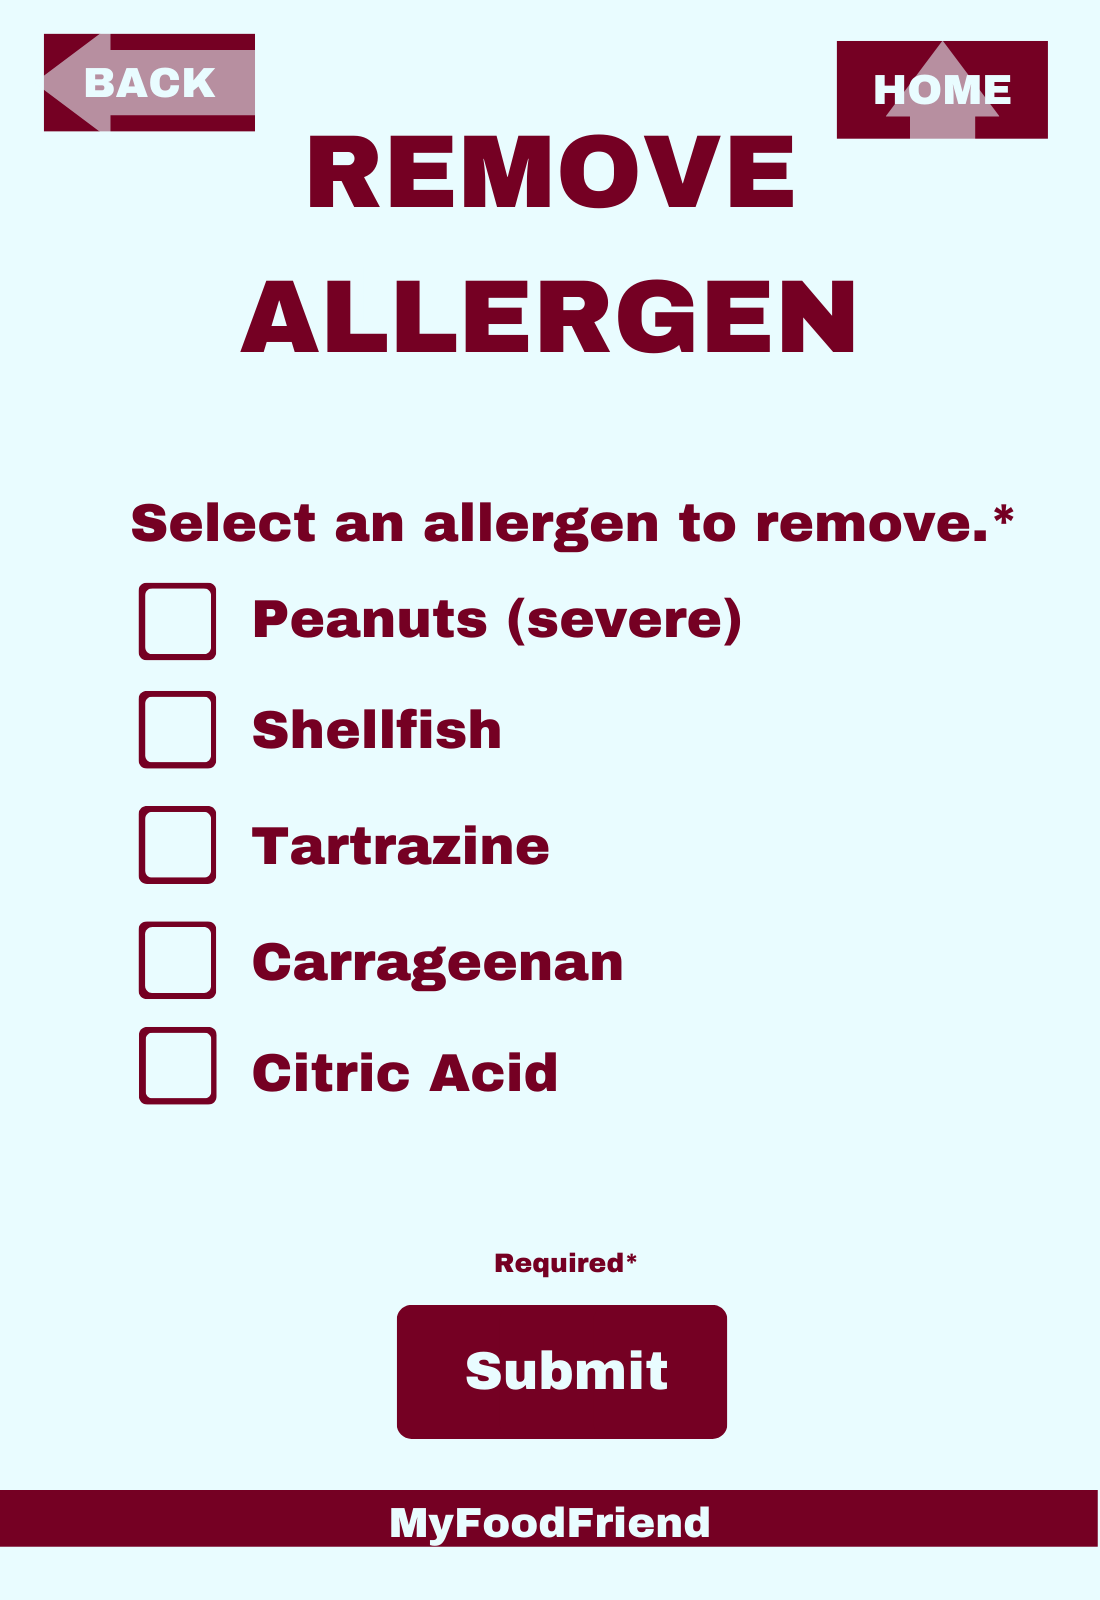 BACK
HOME
REMOVE
ALLERGEN
Select an allergen to remove.*
Peanuts (severe)
Shellfish
Tartrazine
Carrageenan
Citric Acid
Required*
Submit
MyFoodFriend